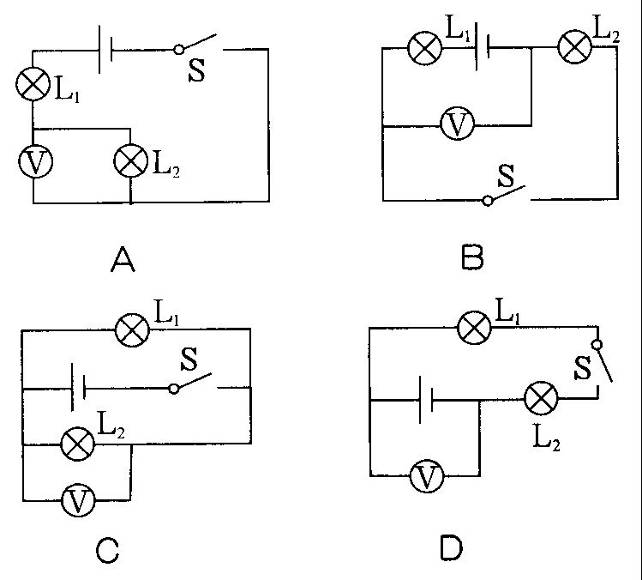 L₁ S
L₁ L₂
V L₂
V
S
A B
L₁ L₁
S S
L₂ L₂
V V
C D